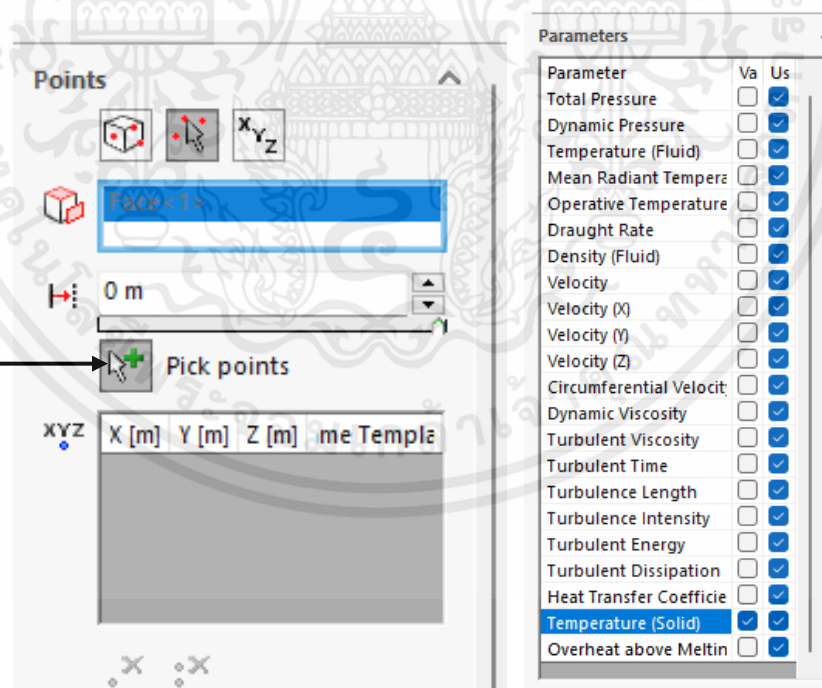 Points
X Y Z
Face<1>
0 m
Pick points
XYZ
X [m] Y [m] Z [m] me Templa
Parameters
Parameter Va Us
Total Pressure
Dynamic Pressure
Temperature (Fluid)
Mean Radiant Tempera
Operative Temperature
Draught Rate
Density (Fluid)
Velocity
Velocity (X)
Velocity (Y)
Velocity (Z)
Circumferential Velocit
Dynamic Viscosity
Turbulent Viscosity
Turbulent Time
Turbulence Length
Turbulence Intensity
Turbulent Energy
Turbulent Dissipation
Heat Transfer Coefficie
Temperature (Solid)
Overheat above Meltin